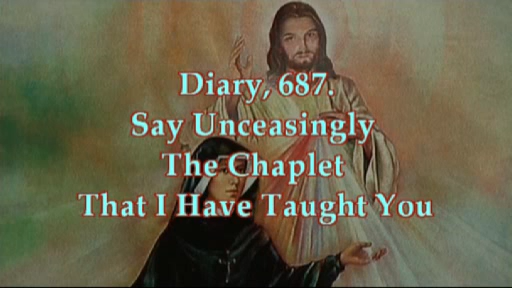 Diary, 687.
Say Unceasingly
The Chaplet
That I Have Taught You